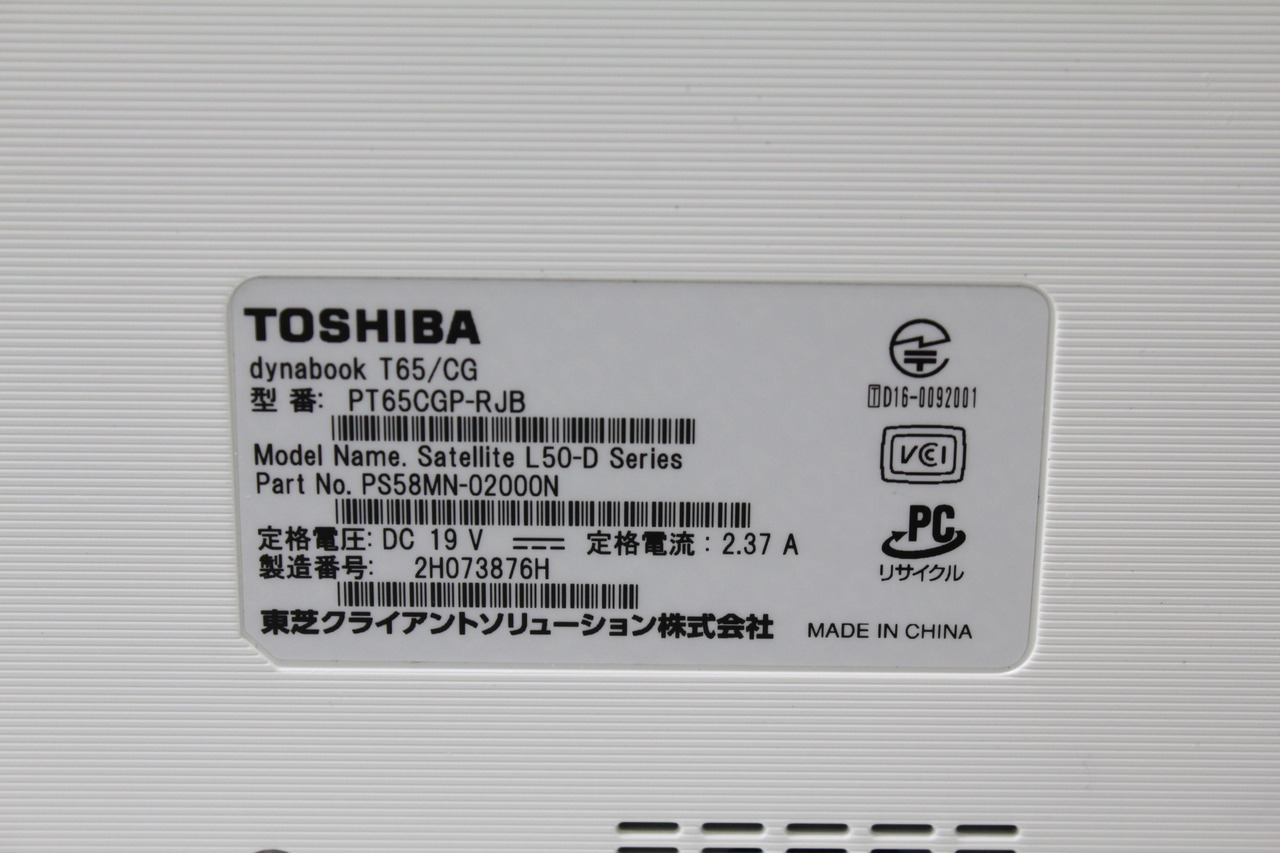 TOSHIBA
dynabook T65/CG
型 番: PT65CGP-RJB
Model Name. Satellite L50-D Series
Part No. PS58MN-02000N
定格電圧: DC 19 V 定格電流 : 2.37 A
製造番号: 2H073876H
東芝クライアントソリューション株式会社
MADE IN CHINA
TD16-0092001
VCCI
PC
リサイクル